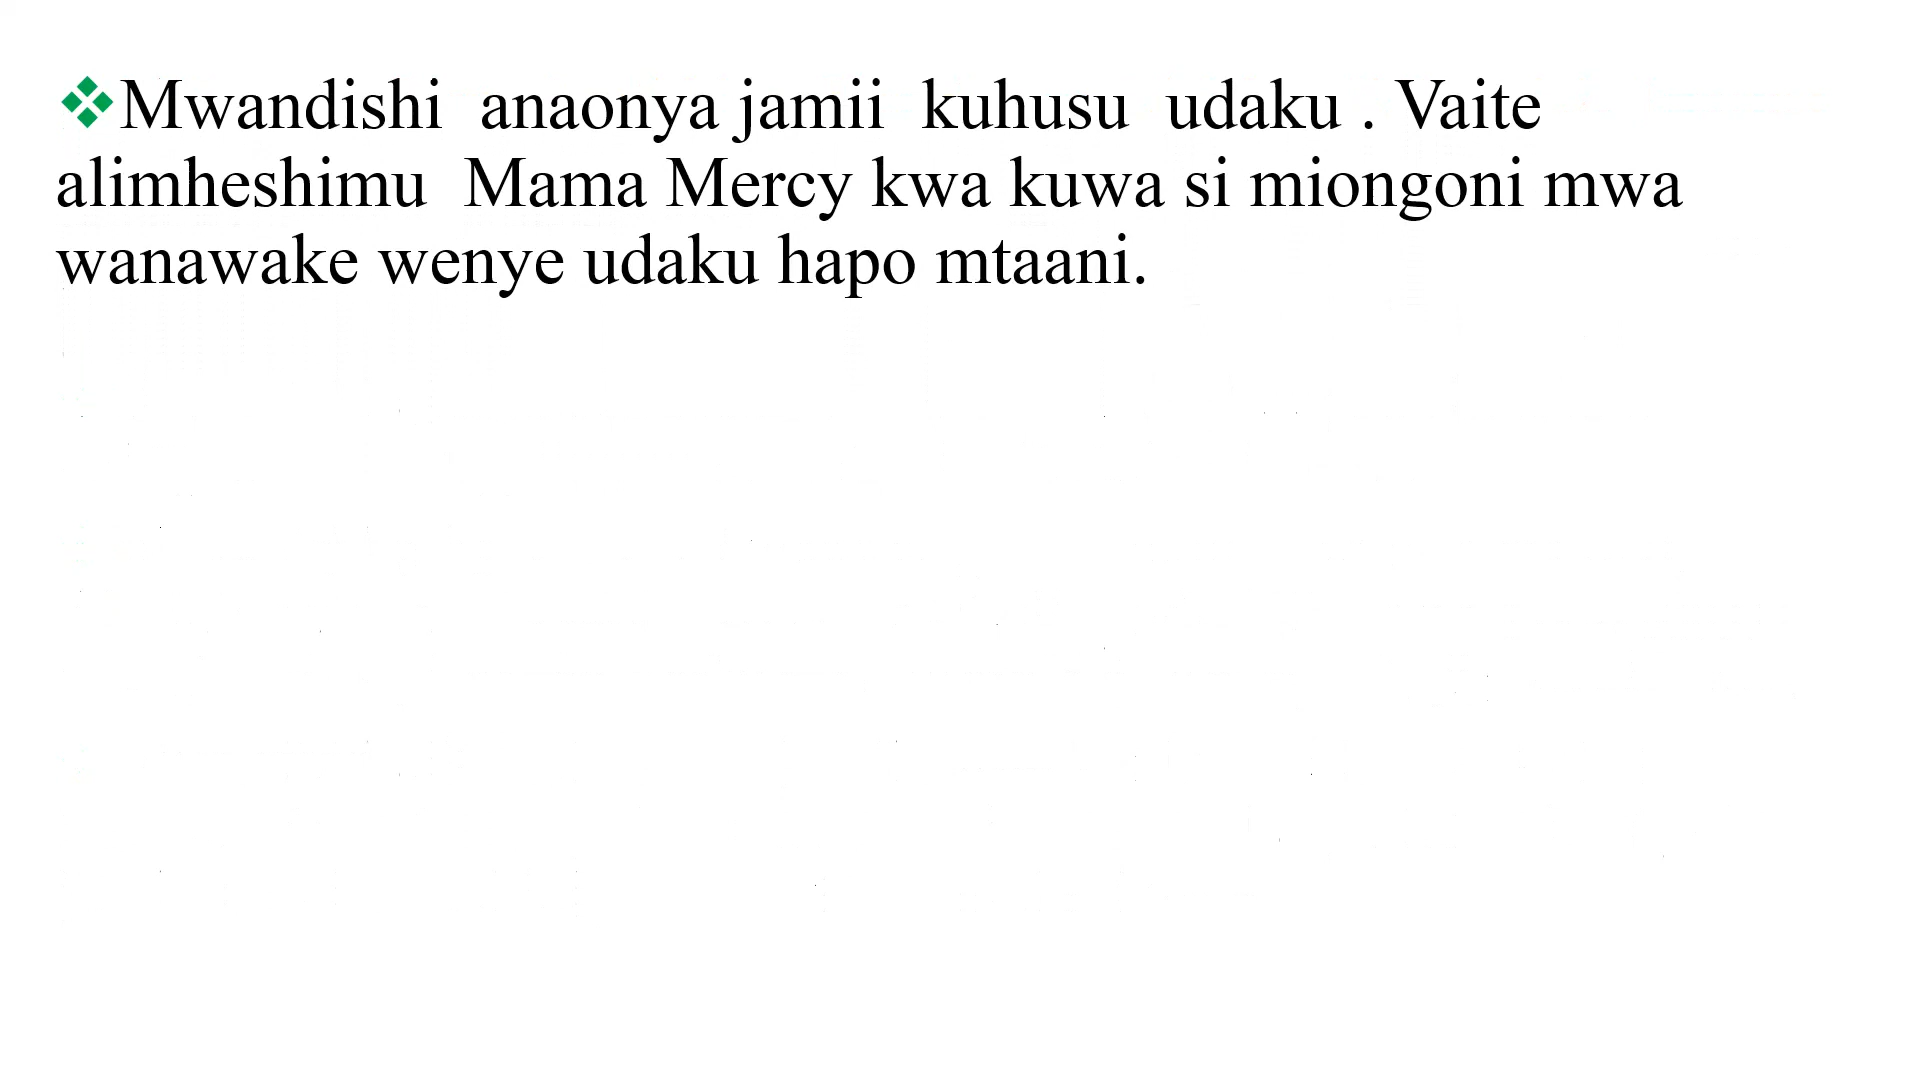 ❖Mwandishi anaonya jamii kuhusu udaku . Vaite
alimheshimu Mama Mercy kwa kuwa si miongoni mwa
wanawake wenye udaku hapo mtaani.